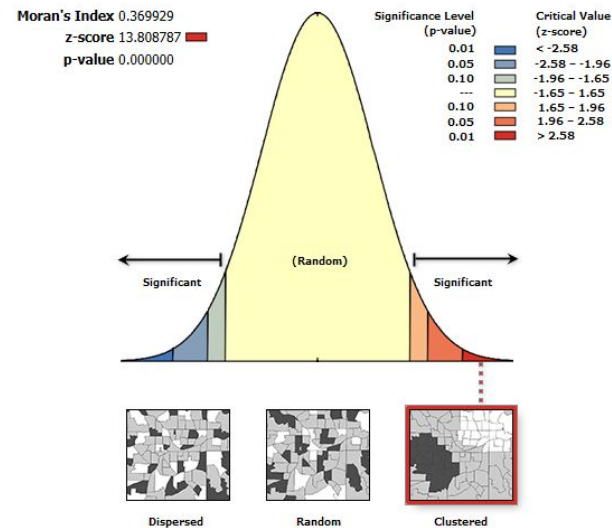 Moran's Index 0.369929
z-score 13.808787
p-value 0.000000
Significance Level (p-value)
Critical Value (z-score)
0.01 < -2.58
0.05 -2.58 – -1.96
0.10 -1.96 – -1.65
--- -1.65 – 1.65
0.10 1.65 – 1.96
0.05 1.96 – 2.58
0.01 > 2.58
(Random)
Significant
Significant
Dispersed
Random
Clustered